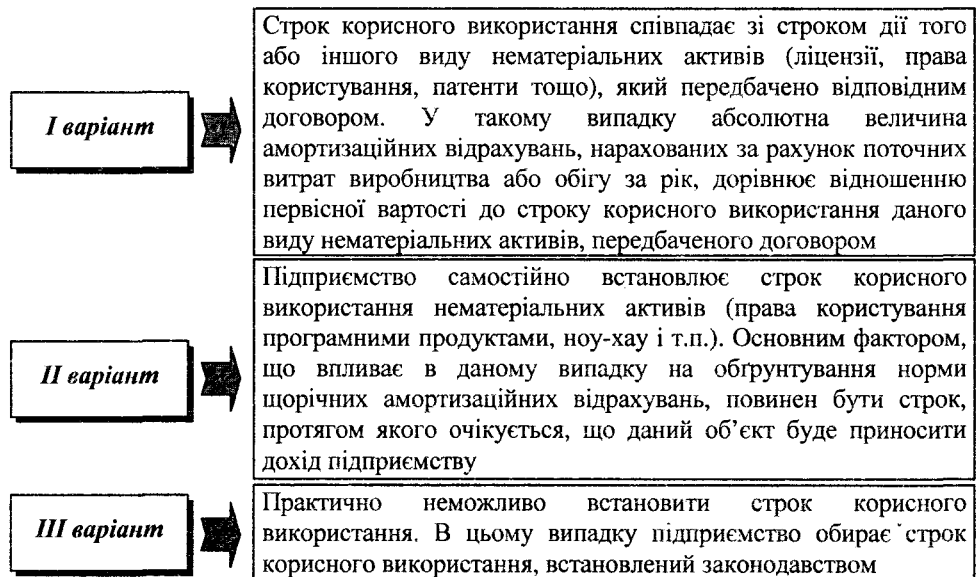 I варіант
Строк корисного використання співпадає зі строком дії того
або іншого виду нематеріальних активів (ліцензії, права
користування, патенти тощо), який передбачено відповідним
договором. У такому випадку абсолютна величина
амортизаційних відрахувань, нарахованих за рахунок поточних
витрат виробництва або обігу за рік, дорівнює відношенню
первісної вартості до строку корисного використання даного
виду нематеріальних активів, передбаченого договором
II варіант
Підприємство самостійно встановлює строк корисного
використання нематеріальних активів (права користування
програмними продуктами, ноу-хау і т.п.). Основним фактором,
що впливає в даному випадку на обґрунтування норми
щорічних амортизаційних відрахувань, повинен бути строк,
протягом якого очікується, що даний об’єкт буде приносити
дохід підприємству
III варіант
Практично неможливо встановити строк корисного
використання. В цьому випадку підприємство обирає строк
корисного використання, встановлений законодавством